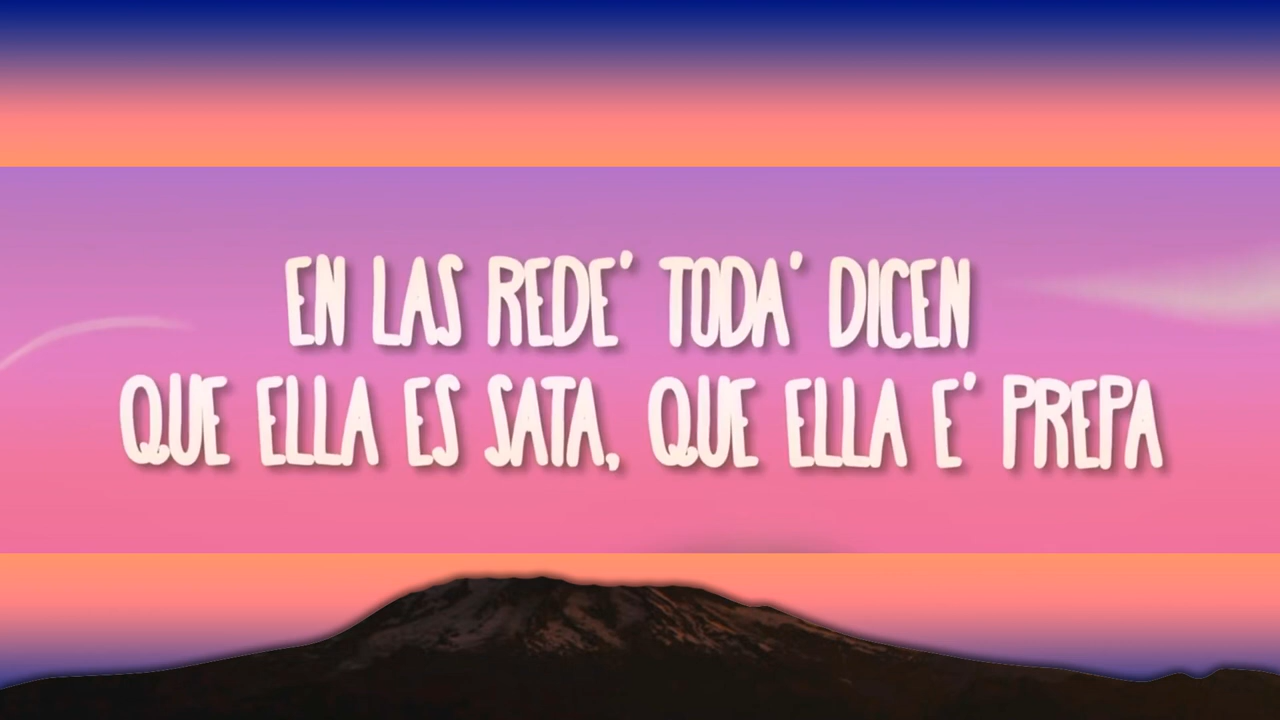 EN LAS REDE' TODA' DICEN
QUE ELLA ES SATA, QUE ELLA E' PREPA